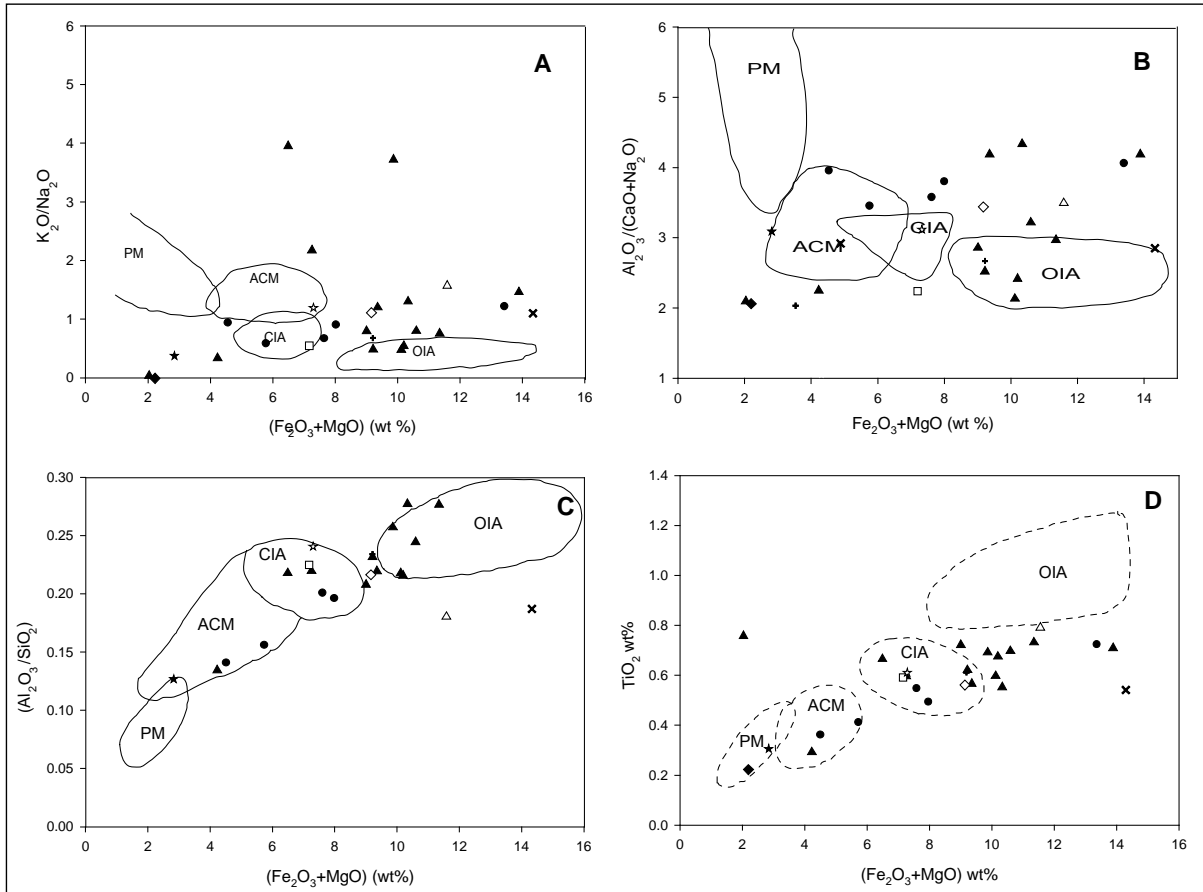 A
6
5
4
3
2
1
0
K2O/Na2O
PM
ACM
CIA
OIA
2 4 6 8 10 12 14 16
(Fe2O3+MgO) (wt %)
B
6
5
4
3
2
1
Al2O3/(CaO+Na2O)
PM
ACM
CIA
OIA
0 2 4 6 8 10 12 14 16
Fe2O3+MgO) (wt %)
C
0.30
0.25
0.20
0.15
0.10
0.05
0.00
(Al2O3/SiO2)
OIA
CIA
ACM
PM
0 2 4 6 8 10 12 14 16
(Fe2O3+MgO) (wt%)
D
1.4
1.2
1.0
0.8
0.6
0.4
0.2
0.0
TiO2 wt%
OIA
CIA
ACM
PM
0 2 4 6 8 10 12 14 16
(Fe2O3+MgO) wt%